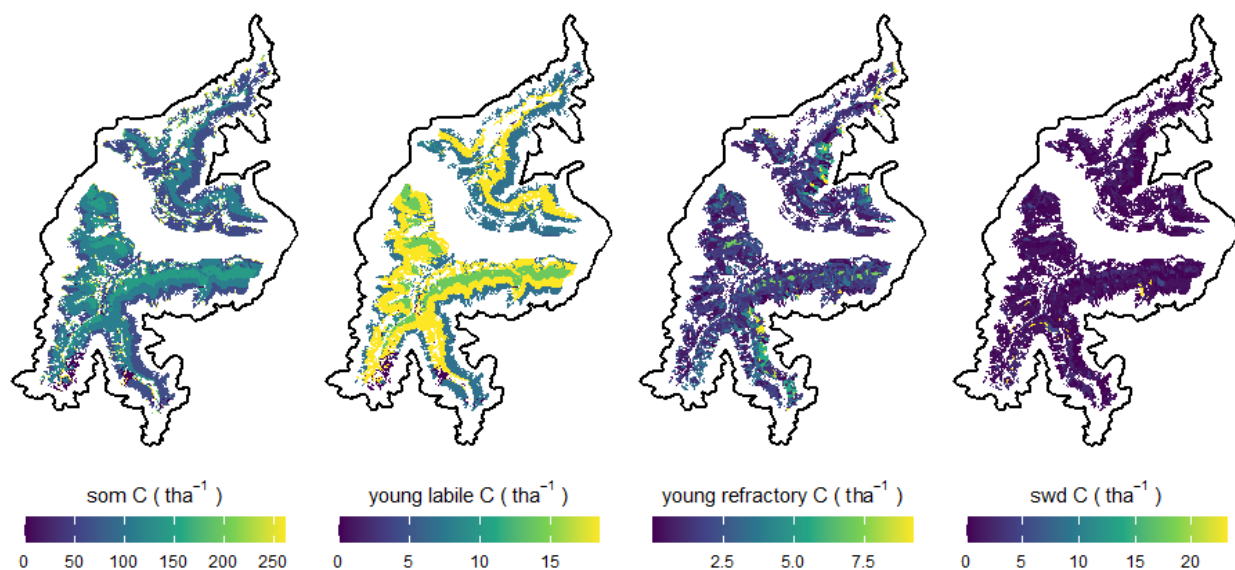 som C ( tha⁻¹ )
0 50 100 150 200 250
young labile C ( tha⁻¹ )
0 5 10 15
young refractory C ( tha⁻¹ )
2.5 5.0 7.5
swd C ( tha⁻¹ )
0 5 10 15 20